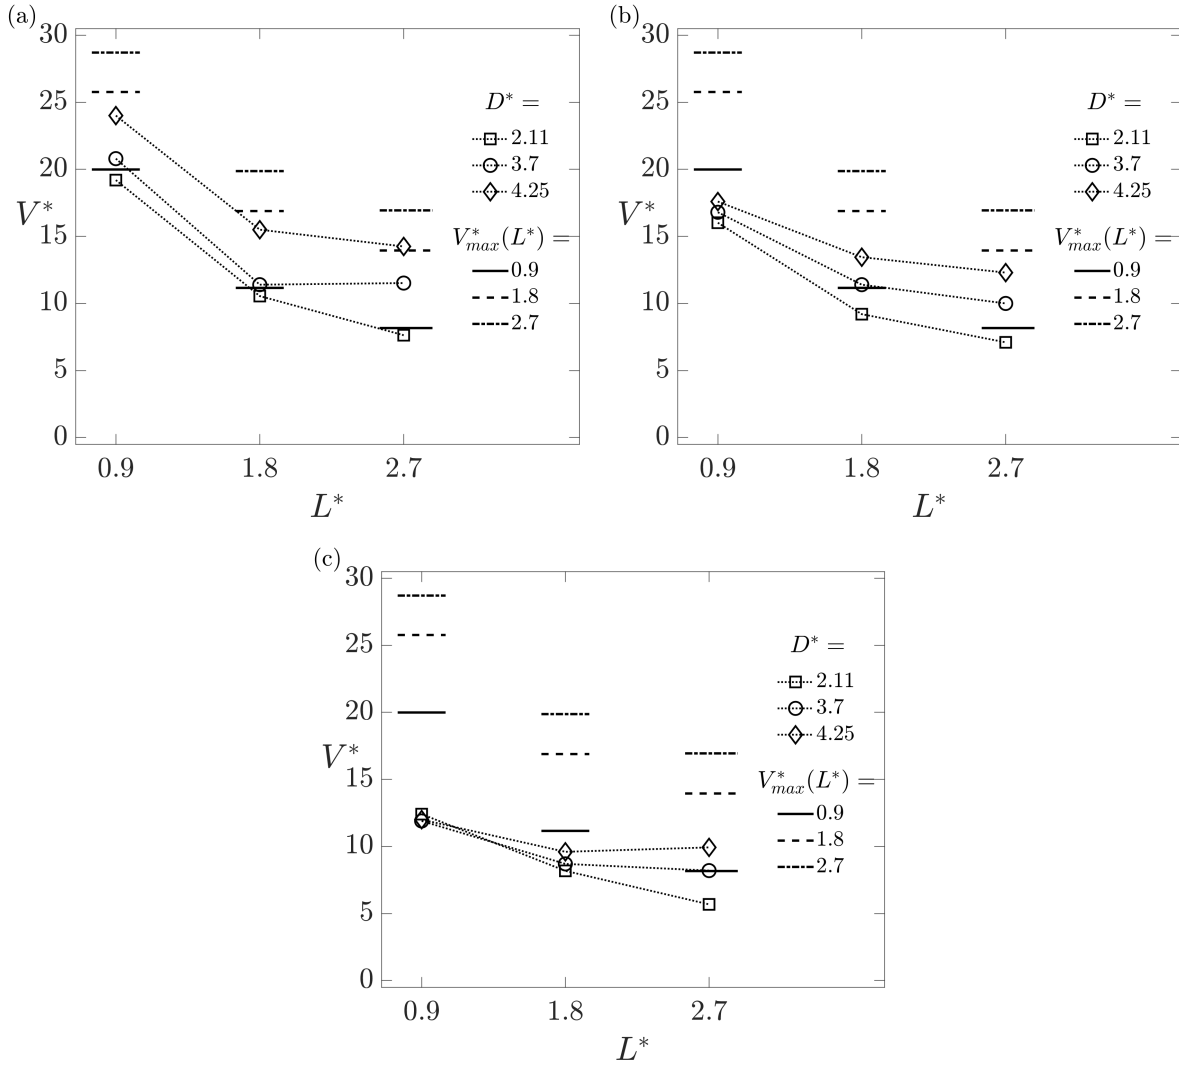 (a)
30
25
20
15
10
5
0
V*
0.9 1.8 2.7
L*
D* =
2.11
3.7
4.25
V*max(L*) =
0.9
1.8
2.7
(b)
30
25
20
15
10
5
0
V*
0.9 1.8 2.7
L*
D* =
2.11
3.7
4.25
V*max(L*) =
0.9
1.8
2.7
(c)
30
25
20
15
10
5
0
V*
0.9 1.8 2.7
L*
D* =
2.11
3.7
4.25
V*max(L*) =
0.9
1.8
2.7